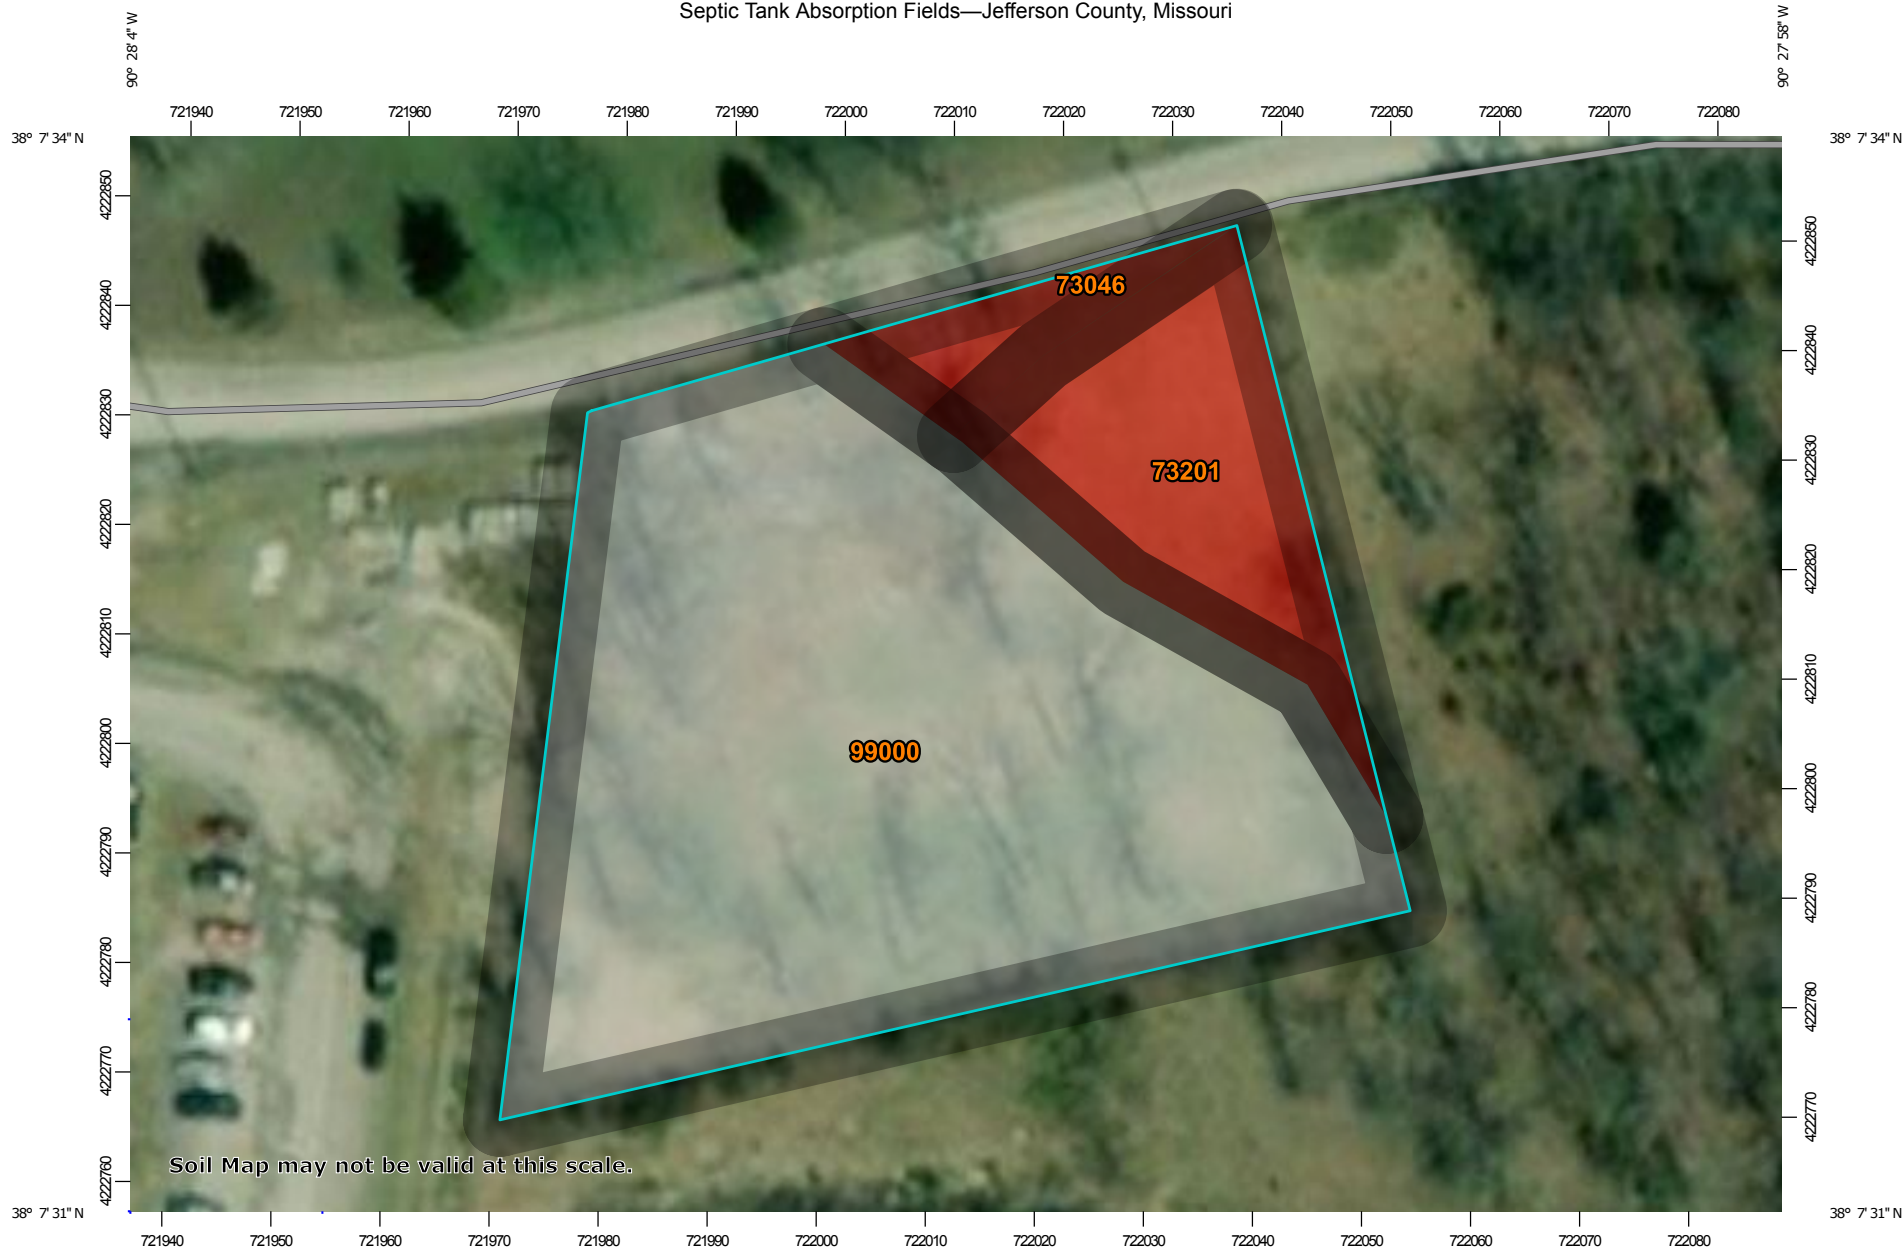 Septic Tank Absorption Fields—Jefferson County, Missouri
90° 28' 4" W
90° 27' 58" W
721940 721950 721960 721970 721980 721990 722000 722010 722020 722030 722040 722050 722060 722070 722080
38° 7' 34" N
38° 7' 34" N
4222850 4222840 4222830 4222820 4222810 4222800 4222790 4222780 4222770 4222760
4222850 4222840 4222830 4222820 4222810 4222800 4222790 4222780 4222770
73046
73201
99000
Soil Map may not be valid at this scale.
38° 7' 31" N
38° 7' 31" N
721940 721950 721960 721970 721980 721990 722000 722010 722020 722030 722040 722050 722060 722070 722080